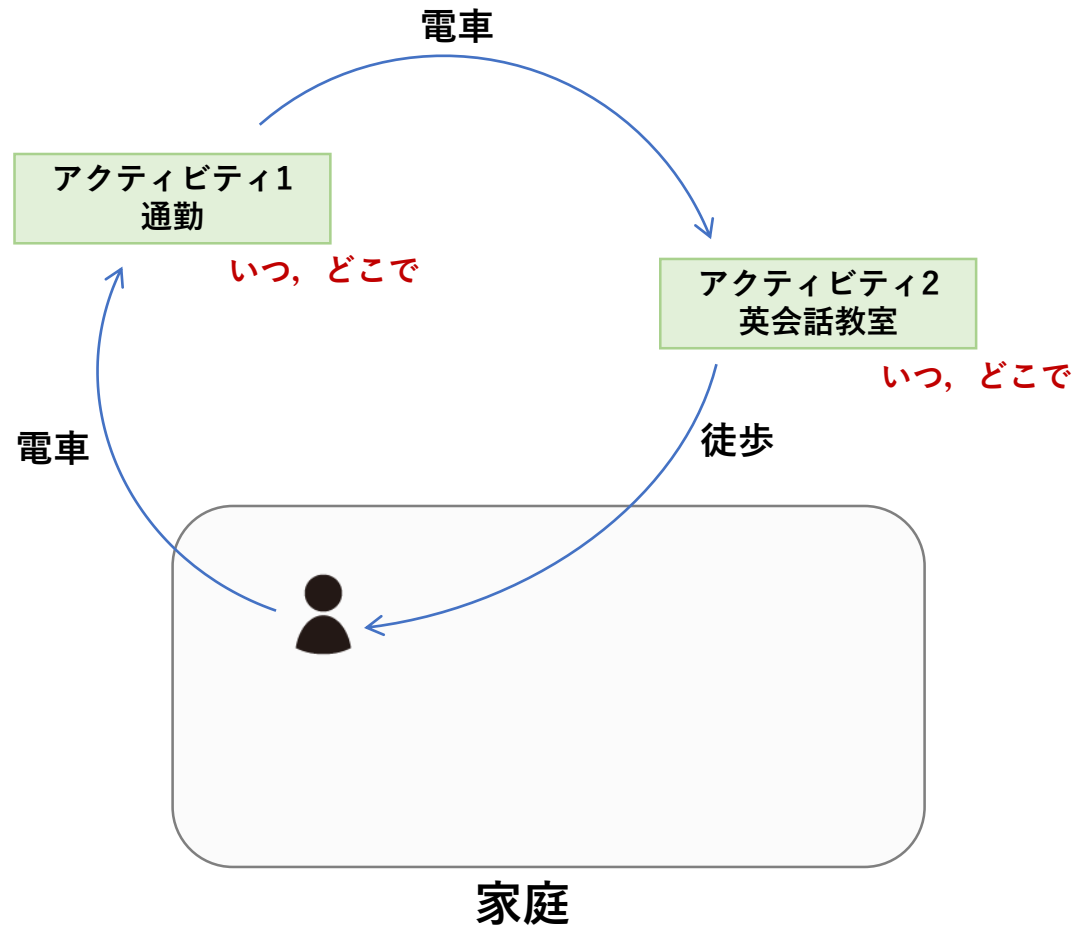 電車
アクティビティ1
通勤
いつ，どこで
アクティビティ2
英会話教室
いつ，どこで
電車
徒歩
家庭